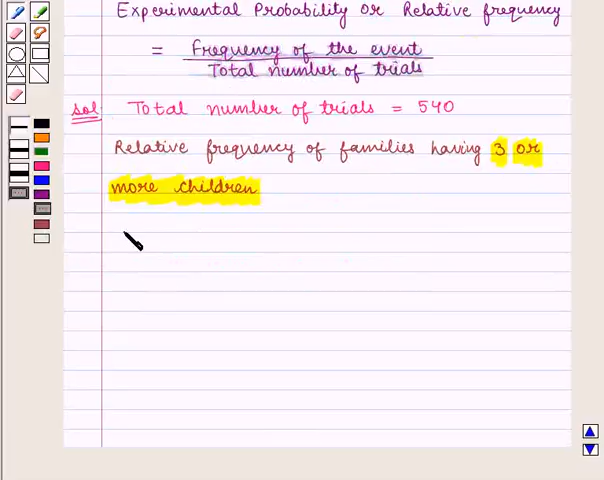 Experimental Probability or Relative frequency
= Frequency of the event
Total number of trials
Sol Total number of trials = 540
Relative frequency of families having 3 or
more children